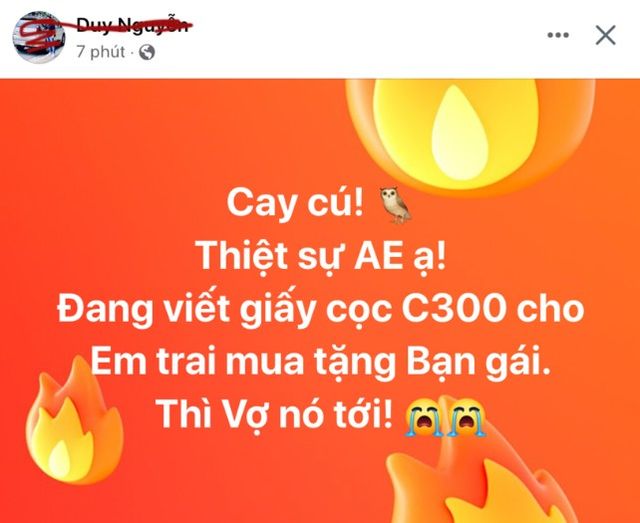 Duy Nguyễn
7 phút ·
Cay cú! 🦉
Thiệt sự AE ạ!
Đang viết giấy cọc C300 cho
Em trai mua tặng Bạn gái.
Thì Vợ nó tới! 😭😭